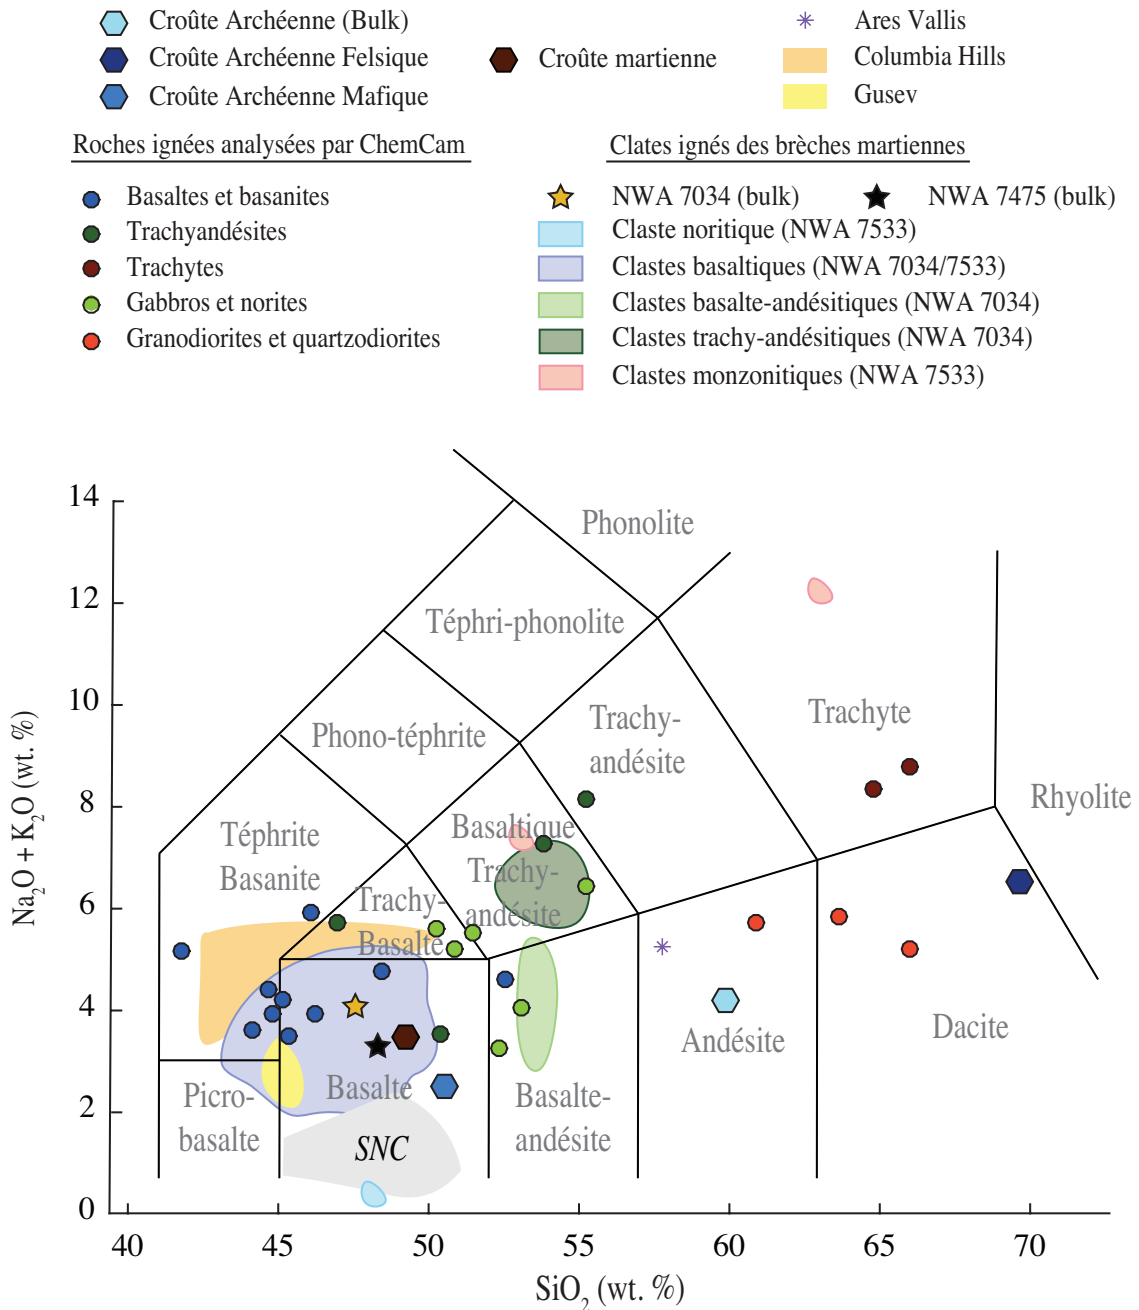 Croûte Archéenne (Bulk)
Croûte Archéenne Felsique
Croûte Archéenne Mafique
Croûte martienne
Ares Vallis
Columbia Hills
Gusev
Roches ignées analysées par ChemCam
Basaltes et basanites
Trachyandésites
Trachytes
Gabbros et norites
Granodiorites et quartzodiorites
Clates ignés des brèches martiennes
NWA 7034 (bulk)
NWA 7475 (bulk)
Claste noritique (NWA 7533)
Clastes basaltiques (NWA 7034/7533)
Clastes basalte-andésitiques (NWA 7034)
Clastes trachy-andésitiques (NWA 7034)
Clastes monzonitiques (NWA 7533)
Na₂O + K₂O (wt. %)
14
12
10
8
6
4
2
0
Phonolite
Téphri-phonolite
Phono-téphrite
Trachy-
andésite
Trachyte
Rhyolite
Téphrite
Basanite
Basaltique
Trachy-
andésite
Trachy-
Basalte
Picro-
basalte
Basalte
SNC
Basalte-
andésite
Andésite
Dacite
40
45
50
55
60
65
70
SiO₂ (wt. %)